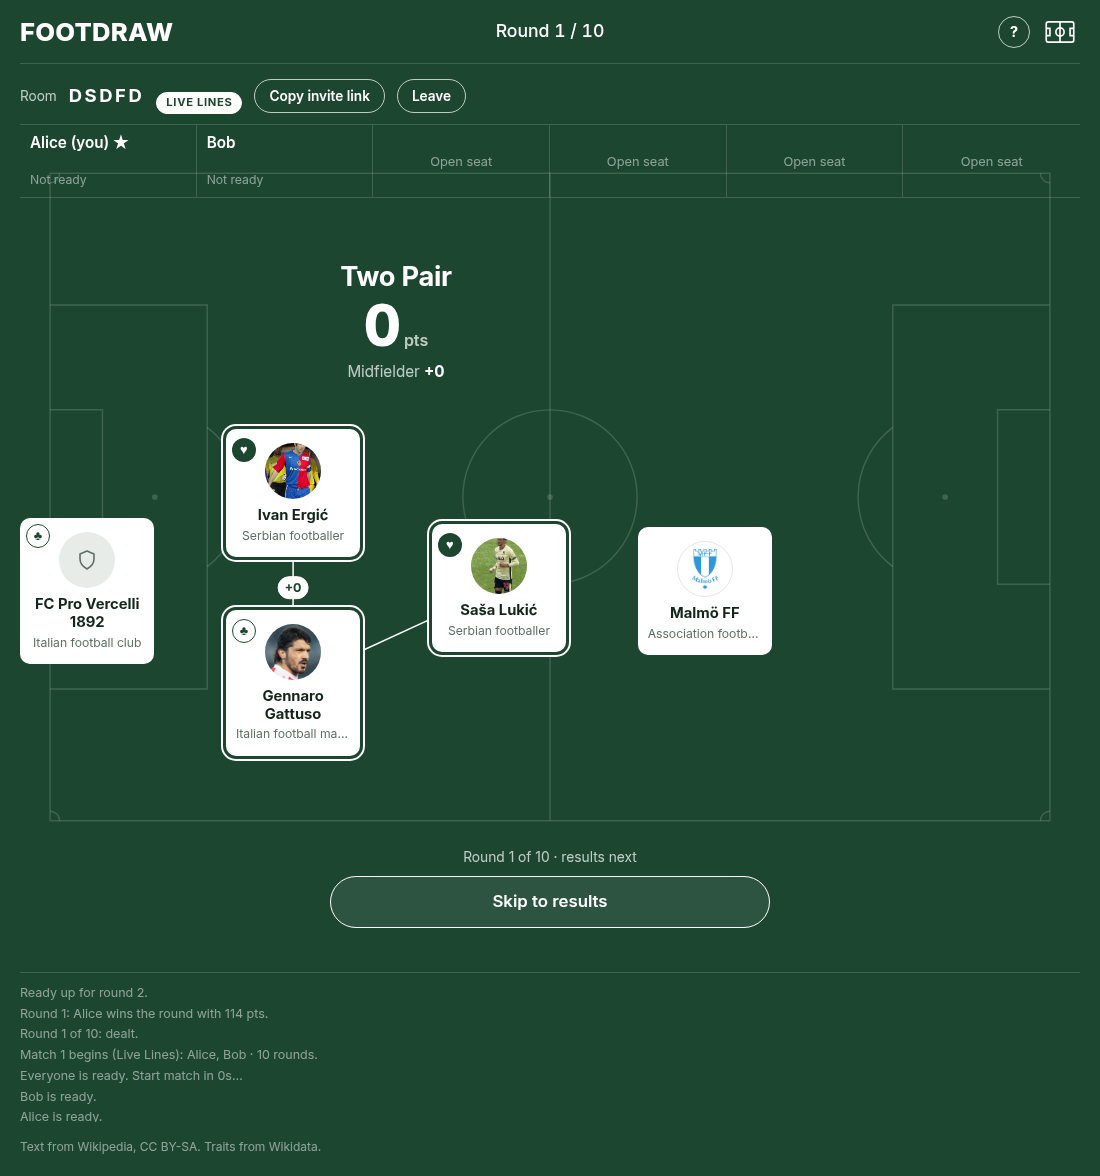 FOOTDRAW
Round 1 / 10
?
Room DSDFD LIVE LINES Copy invite link Leave
Alice (you) ★
Not ready
Bob
Not ready
Open seat
Open seat
Open seat
Open seat
Two Pair
0 pts
Midfielder +0
Ivan Ergić
Serbian footballer
+0
FC Pro Vercelli
1892
Italian football club
Gennaro
Gattuso
Italian football ma...
Saša Lukić
Serbian footballer
Malmö FF
Malmö FF
Association footb...
Round 1 of 10 · results next
Skip to results
Ready up for round 2.
Round 1: Alice wins the round with 114 pts.
Round 1 of 10: dealt.
Match 1 begins (Live Lines): Alice, Bob · 10 rounds.
Everyone is ready. Start match in 0s...
Bob is ready.
Alice is ready.
Text from Wikipedia, CC BY-SA. Traits from Wikidata.